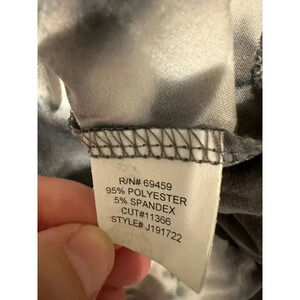 R/N# 69459
95% POLYESTER
5% SPANDEX
CUT#11366
STYLE# J191722